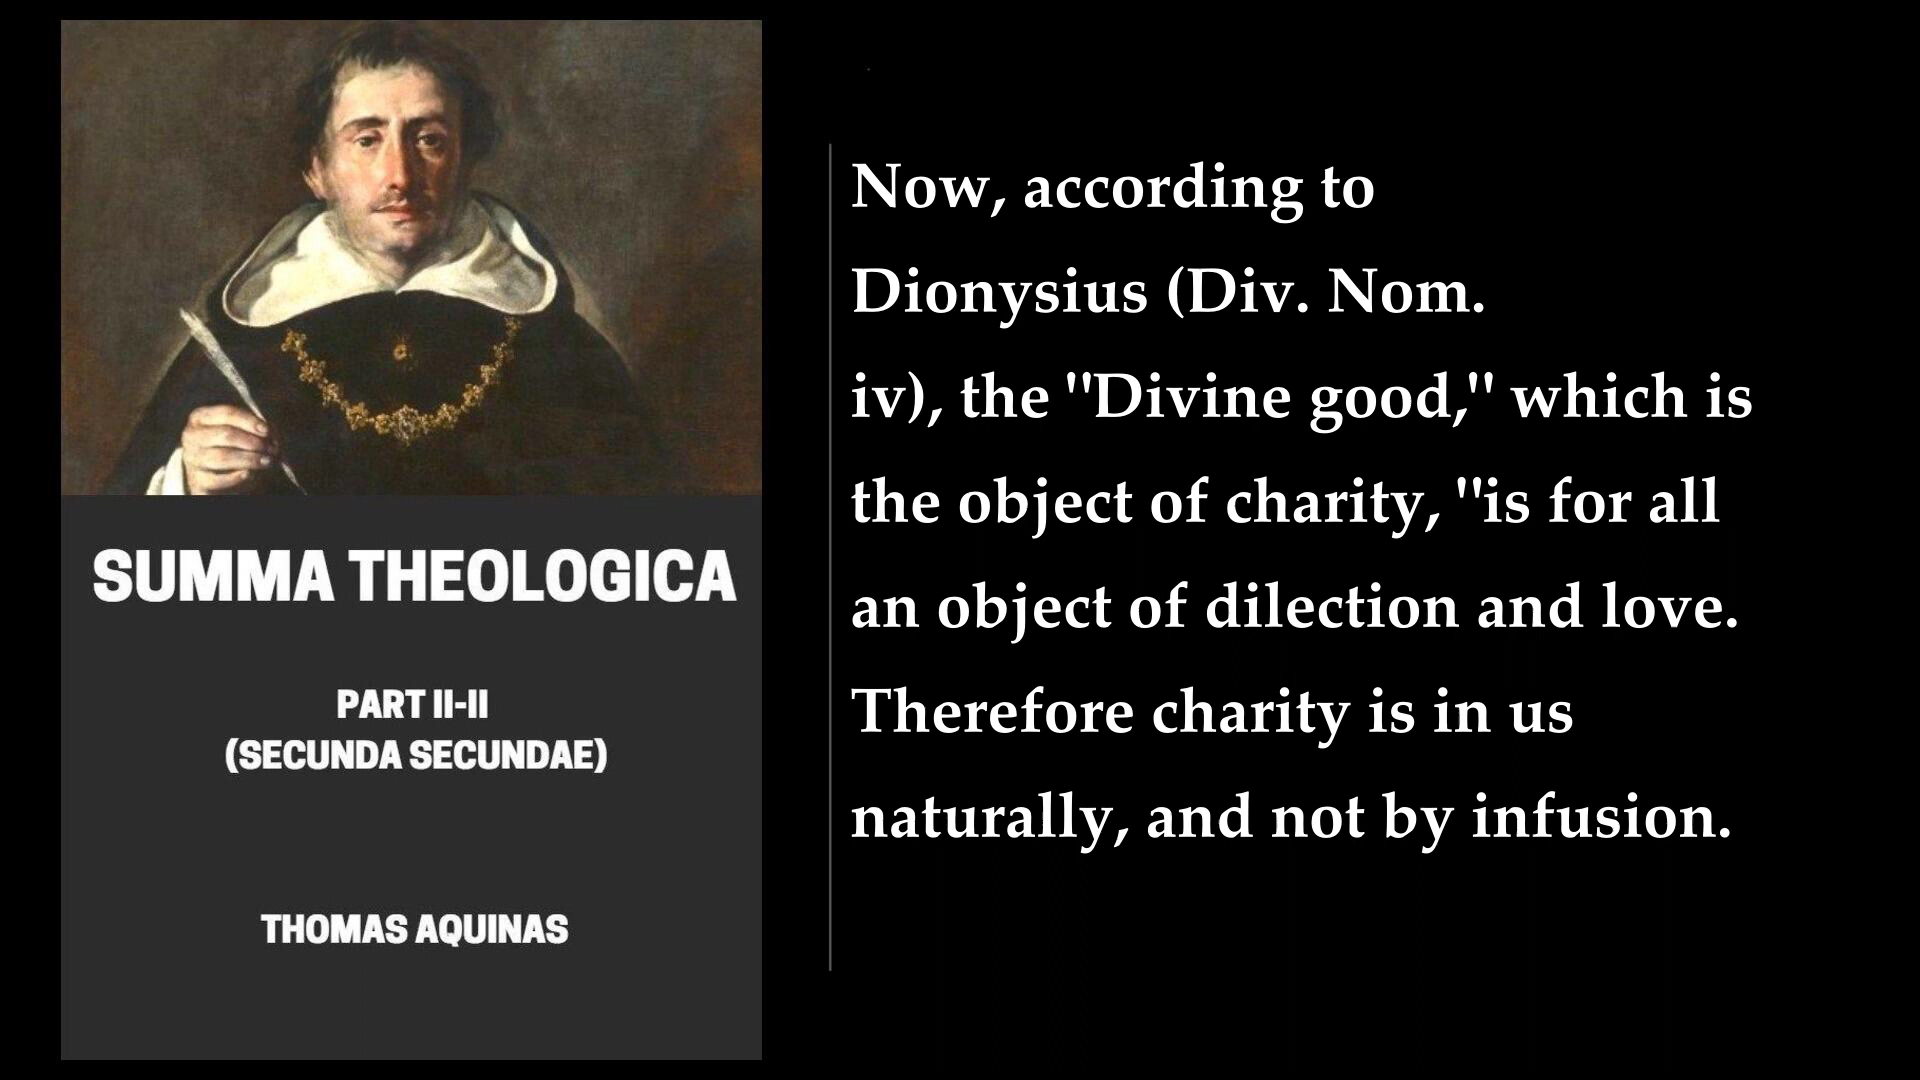 SUMMA THEOLOGICA
PART II-II
(SECUNDA SECUNDAE)
THOMAS AQUINAS
Now, according to
Dionysius (Div. Nom.
iv), the "Divine good," which is
the object of charity, "is for all
an object of dilection and love.
Therefore charity is in us
naturally, and not by infusion.